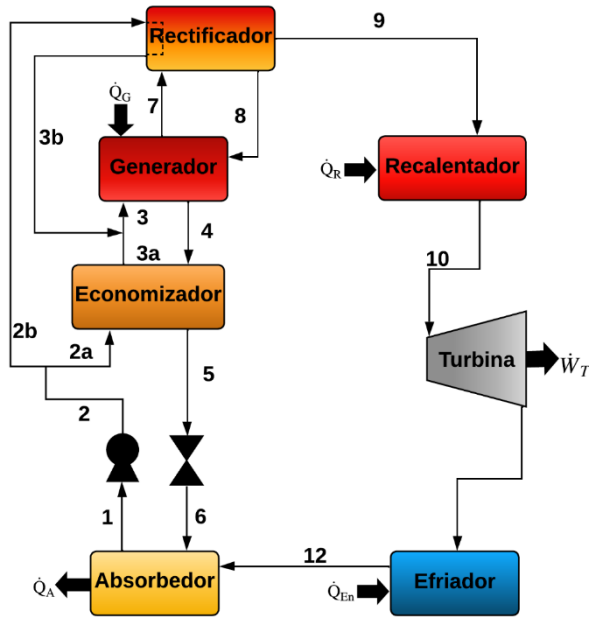 Rectificador
9
Q̇G
7
8
3b
Generador
Q̇R
Recalentador
3
4
3a
10
Economizador
2b
2a
5
Turbina
ẆT
2
1
6
12
Absorbedor
Q̇A
Q̇En
Efriador